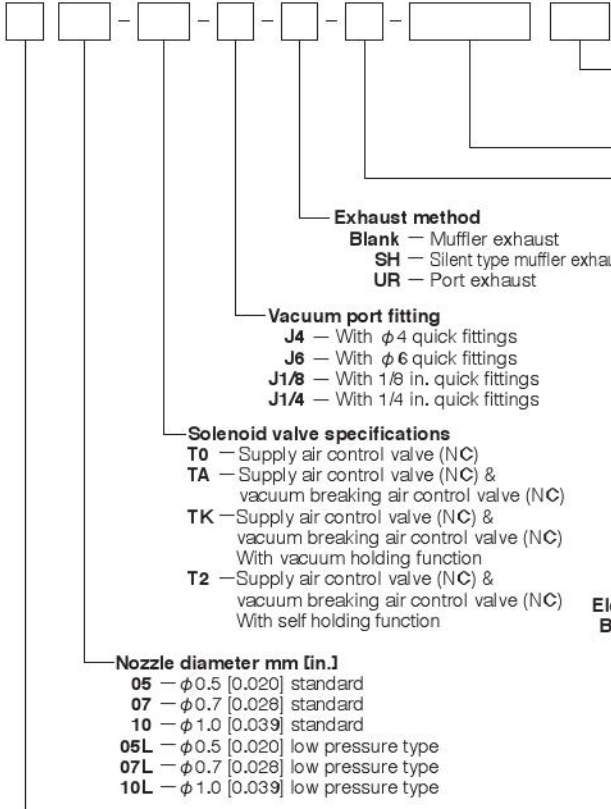 Exhaust method
Blank — Muffler exhaust
SH — Silent type muffler exhau
UR — Port exhaust
Vacuum port fitting
J4 — With φ4 quick fittings
J6 — With φ6 quick fittings
J1/8 — With 1/8 in. quick fittings
J1/4 — With 1/4 in. quick fittings
Solenoid valve specifications
T0 — Supply air control valve (NC)
TA — Supply air control valve (NC) &
vacuum breaking air control valve (NC)
TK — Supply air control valve (NC) &
vacuum breaking air control valve (NC)
With vacuum holding function
T2 — Supply air control valve (NC) &
vacuum breaking air control valve (NC)
With self holding function
Ele
B
Nozzle diameter mm [in.]
05 — φ0.5 [0.020] standard
07 — φ0.7 [0.028] standard
10 — φ1.0 [0.039] standard
05L — φ0.5 [0.020] low pressure type
07L — φ0.7 [0.028] low pressure type
10L — φ1.0 [0.039] low pressure type